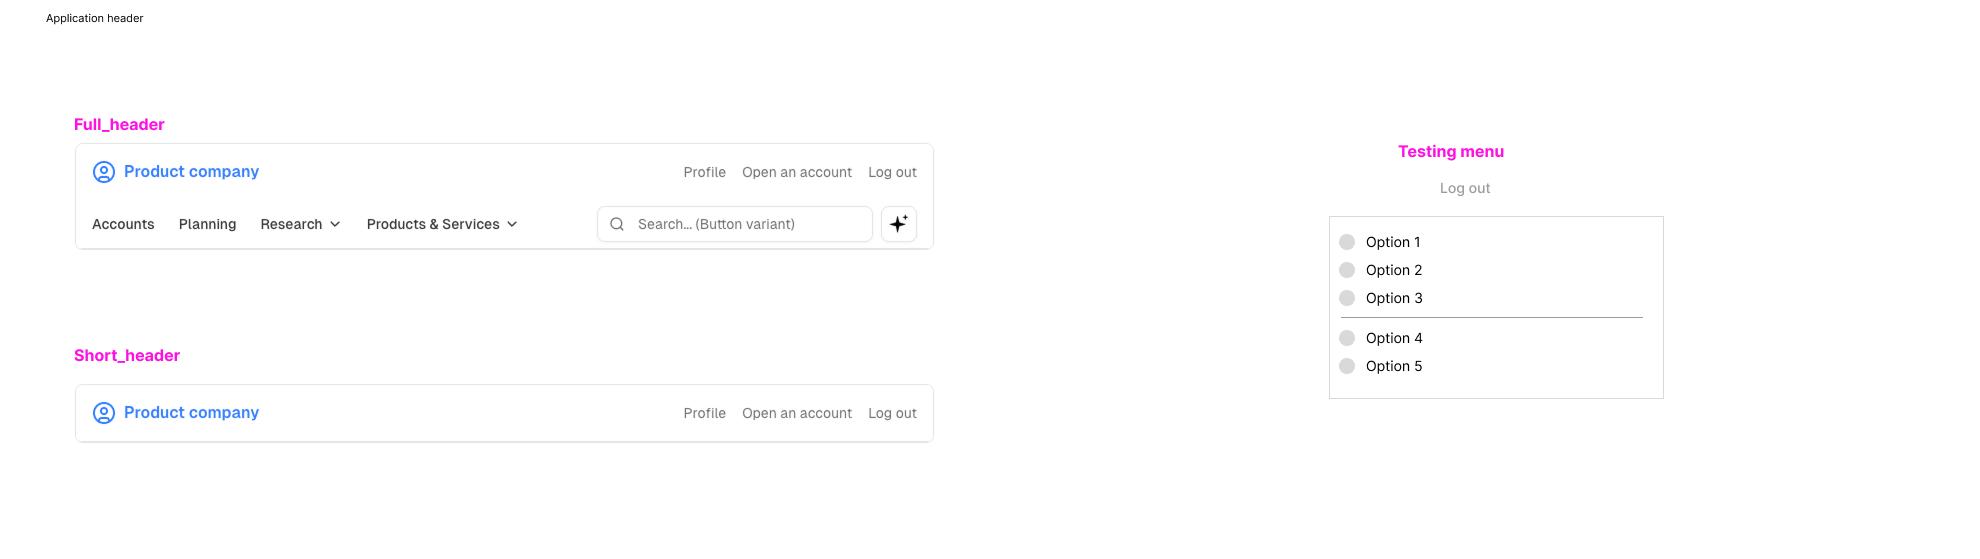 Application header
Full_header
Product company
Profile Open an account Log out
Accounts Planning Research Products & Services Search... (Button variant)
Short_header
Product company
Profile Open an account Log out
Testing menu
Log out
Option 1
Option 2
Option 3
Option 4
Option 5